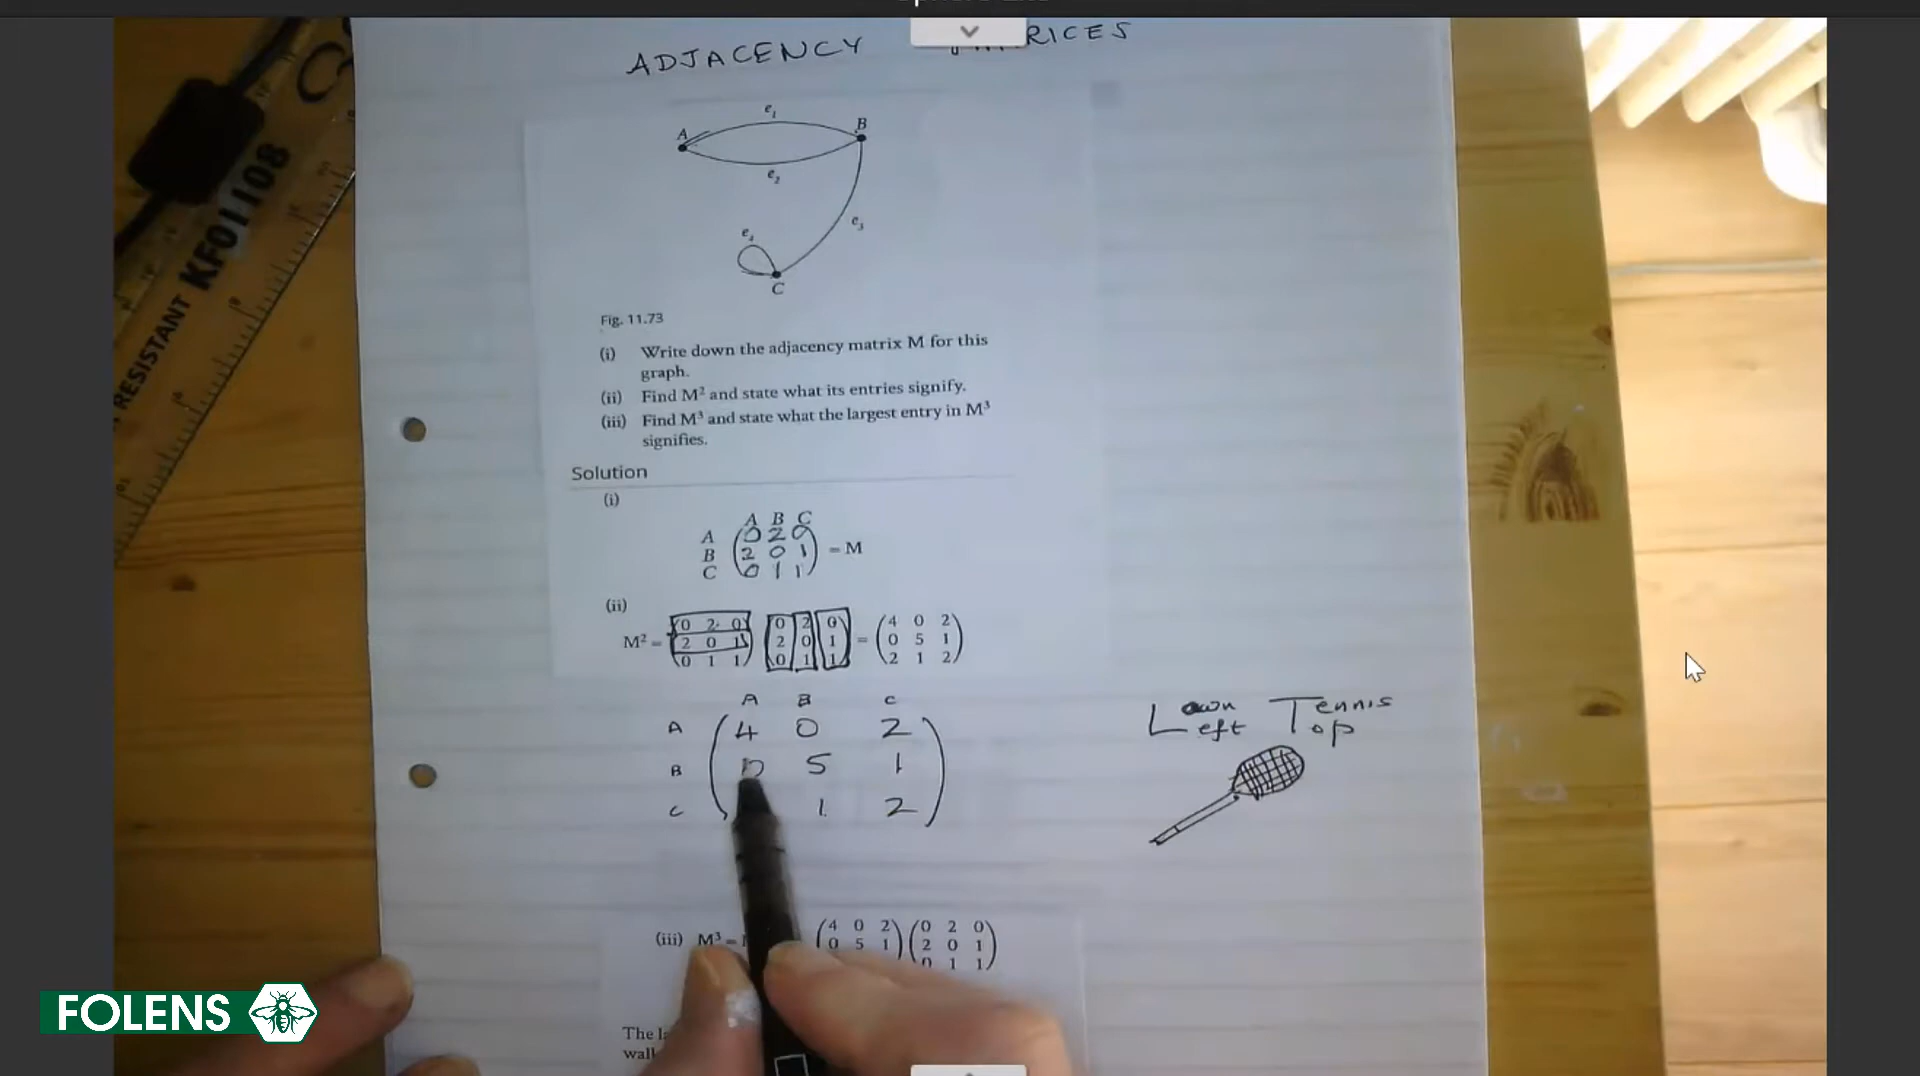 ADJACENCY
RICES
e₁
A
B
e₂
e₃
e₄
C
Fig. 11.73
(i) Write down the adjacency matrix M for this
graph.
(ii) Find M² and state what its entries signify.
(iii) Find M³ and state what the largest entry in M³
signifies.
Solution
(i)
A B C
A 0 2 0
B 2 0 1 = M
C 0 1 1
(ii)
0 2 0 0 2 0 4 0 2
M² = 2 0 1 2 0 1 = 0 5 1
0 1 1 0 1 1 2 1 2
A B C
A 4 0 2
B 0 5 1
C 1 2
Lawn Tennis
Left Top
(iii) M³ = 4 0 2 0 2 0
0 5 1 2 0 1
0 1 1
The
KF01108
RESISTANT
FOLENS